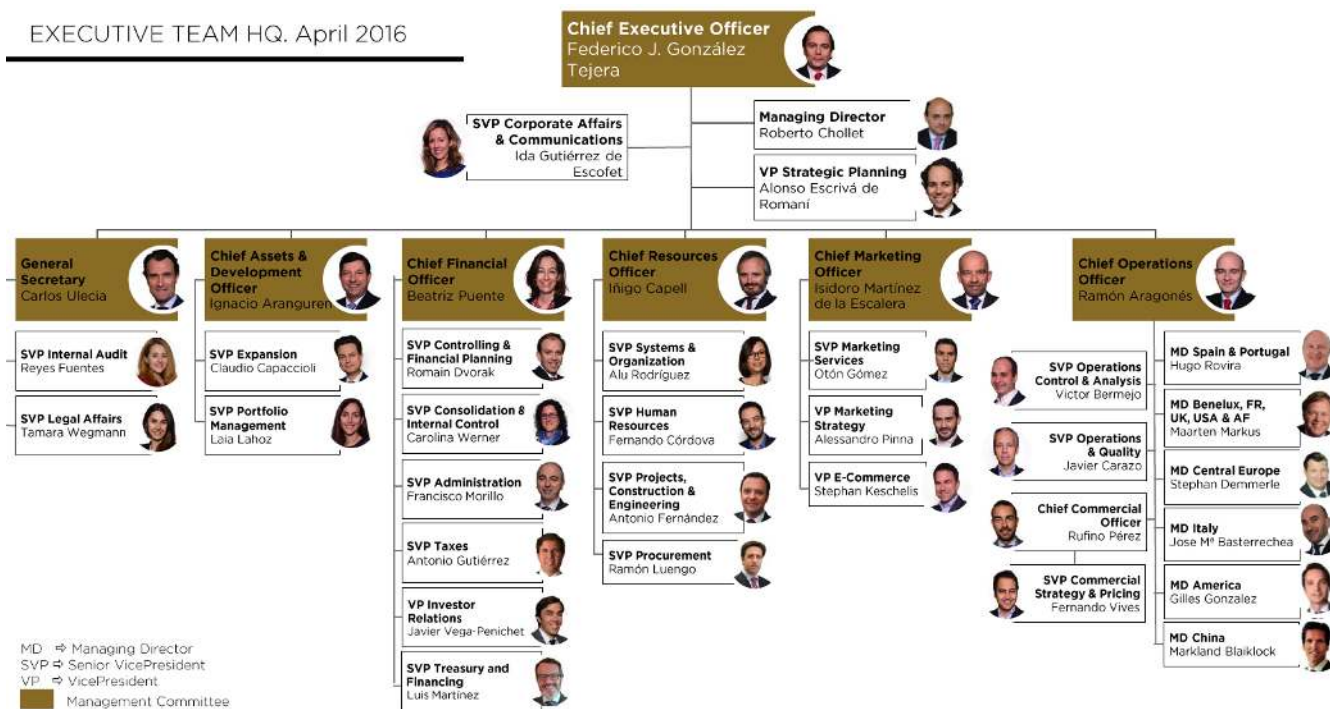 EXECUTIVE TEAM HQ. April 2016
Chief Executive Officer
Federico J. González
Tejera
SVP Corporate Affairs
& Communications
Ida Gutiérrez de
Escofet
Managing Director
Roberto Chollet
VP Strategic Planning
Alonso Escrivá de
Romaní
General
Secretary
Carlos Ulecia
SVP Internal Audit
Reyes Fuentes
SVP Legal Affairs
Tamara Wegmann
Chief Assets &
Development
Officer
Ignacio Aranguren
SVP Expansion
Claudio Capaccioli
SVP Portfolio
Management
Laia Lahoz
Chief Financial
Officer
Beatriz Puente
SVP Controlling &
Financial Planning
Romain Dvorak
SVP Consolidation &
Internal Control
Carolina Werner
SVP Administration
Francisco Morillo
SVP Taxes
Antonio Gutiérrez
VP Investor
Relations
Javier Vega-Penichet
SVP Treasury and
Financing
Luis Martínez
Chief Resources
Officer
Iñigo Capell
SVP Systems &
Organization
Alu Rodríguez
SVP Human
Resources
Fernando Córdova
SVP Projects,
Construction &
Engineering
Antonio Fernández
SVP Procurement
Ramón Luengo
Chief Marketing
Officer
Isidoro Martínez
de la Escalera
SVP Marketing
Services
Otón Gómez
VP Marketing
Strategy
Alessandro Pinna
VP E-Commerce
Stephan Keschelis
Chief Operations
Officer
Ramón Aragonés
SVP Operations
Control & Analysis
Victor Bermejo
SVP Operations
& Quality
Javier Carazo
Chief Commercial
Officer
Rufino Pérez
SVP Commercial
Strategy & Pricing
Fernando Vives
MD Spain & Portugal
Hugo Rovira
MD Benelux, FR,
UK, USA & AF
Maarten Markus
MD Central Europe
Stephan Demmerle
MD Italy
Jose Mª Basterrechea
MD America
Gilles Gonzalez
MD China
Markland Blaiklock
MD ⇨ Managing Director
SVP ⇨ Senior VicePresident
VP ⇨ VicePresident
Management Committee